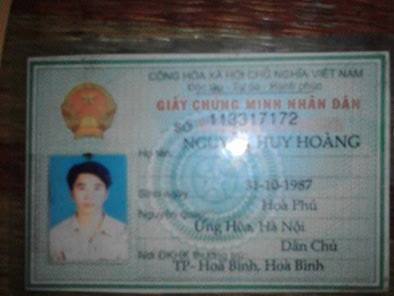 CỘNG HÒA XÃ HỘI CHỦ NGHĨA VIỆT NAM
Độc lập - Tự do - Hạnh phúc
GIẤY CHỨNG MINH NHÂN DÂN
SỐ 113317172
Họ tên: NGUYỄN HUY HOÀNG
Sinh ngày 31-10-1987
Nguyên quán Hoà Phú
Ứng Hòa, Hà Nội
Nơi ĐKHK thường trú Dân Chủ
TP- Hoà Bình, Hoà Bình